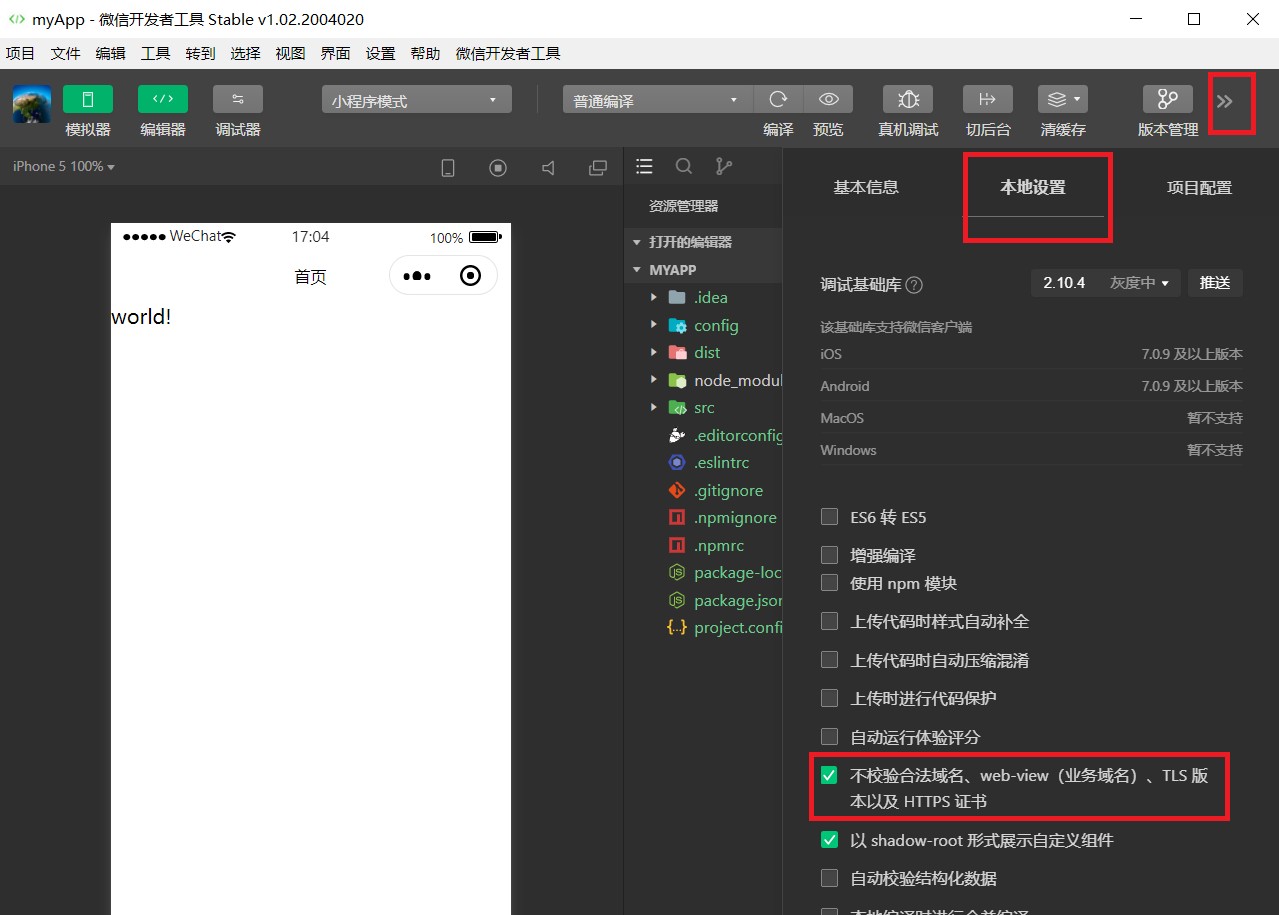 myApp - 微信开发者工具 Stable v1.02.2004020
项目 文件 编辑 工具 转到 选择 视图 界面 设置 帮助 微信开发者工具
小程序模式 普通编译
模拟器 编辑器 调试器 编译 预览 真机调试 切后台 清缓存 版本管理
iPhone 5 100%
WeChat 17:04 100%
首页
world!
资源管理器
打开的编辑器
MYAPP
.idea
config
dist
node_modul
src
.editorconfig
.eslintrc
.gitignore
.npmignore
.npmrc
package-loc
package.json
project.confi
基本信息 本地设置 项目配置
调试基础库 ? 2.10.4 灰度中 推送
该基础库支持微信客户端
iOS 7.0.9 及以上版本
Android 7.0.9 及以上版本
MacOS 暂不支持
Windows 暂不支持
ES6 转 ES5
增强编译
使用 npm 模块
上传代码时样式自动补全
上传代码时自动压缩混淆
上传时进行代码保护
自动运行体验评分
不校验合法域名、web-view（业务域名）、TLS 版
本以及 HTTPS 证书
以 shadow-root 形式展示自定义组件
自动校验结构化数据